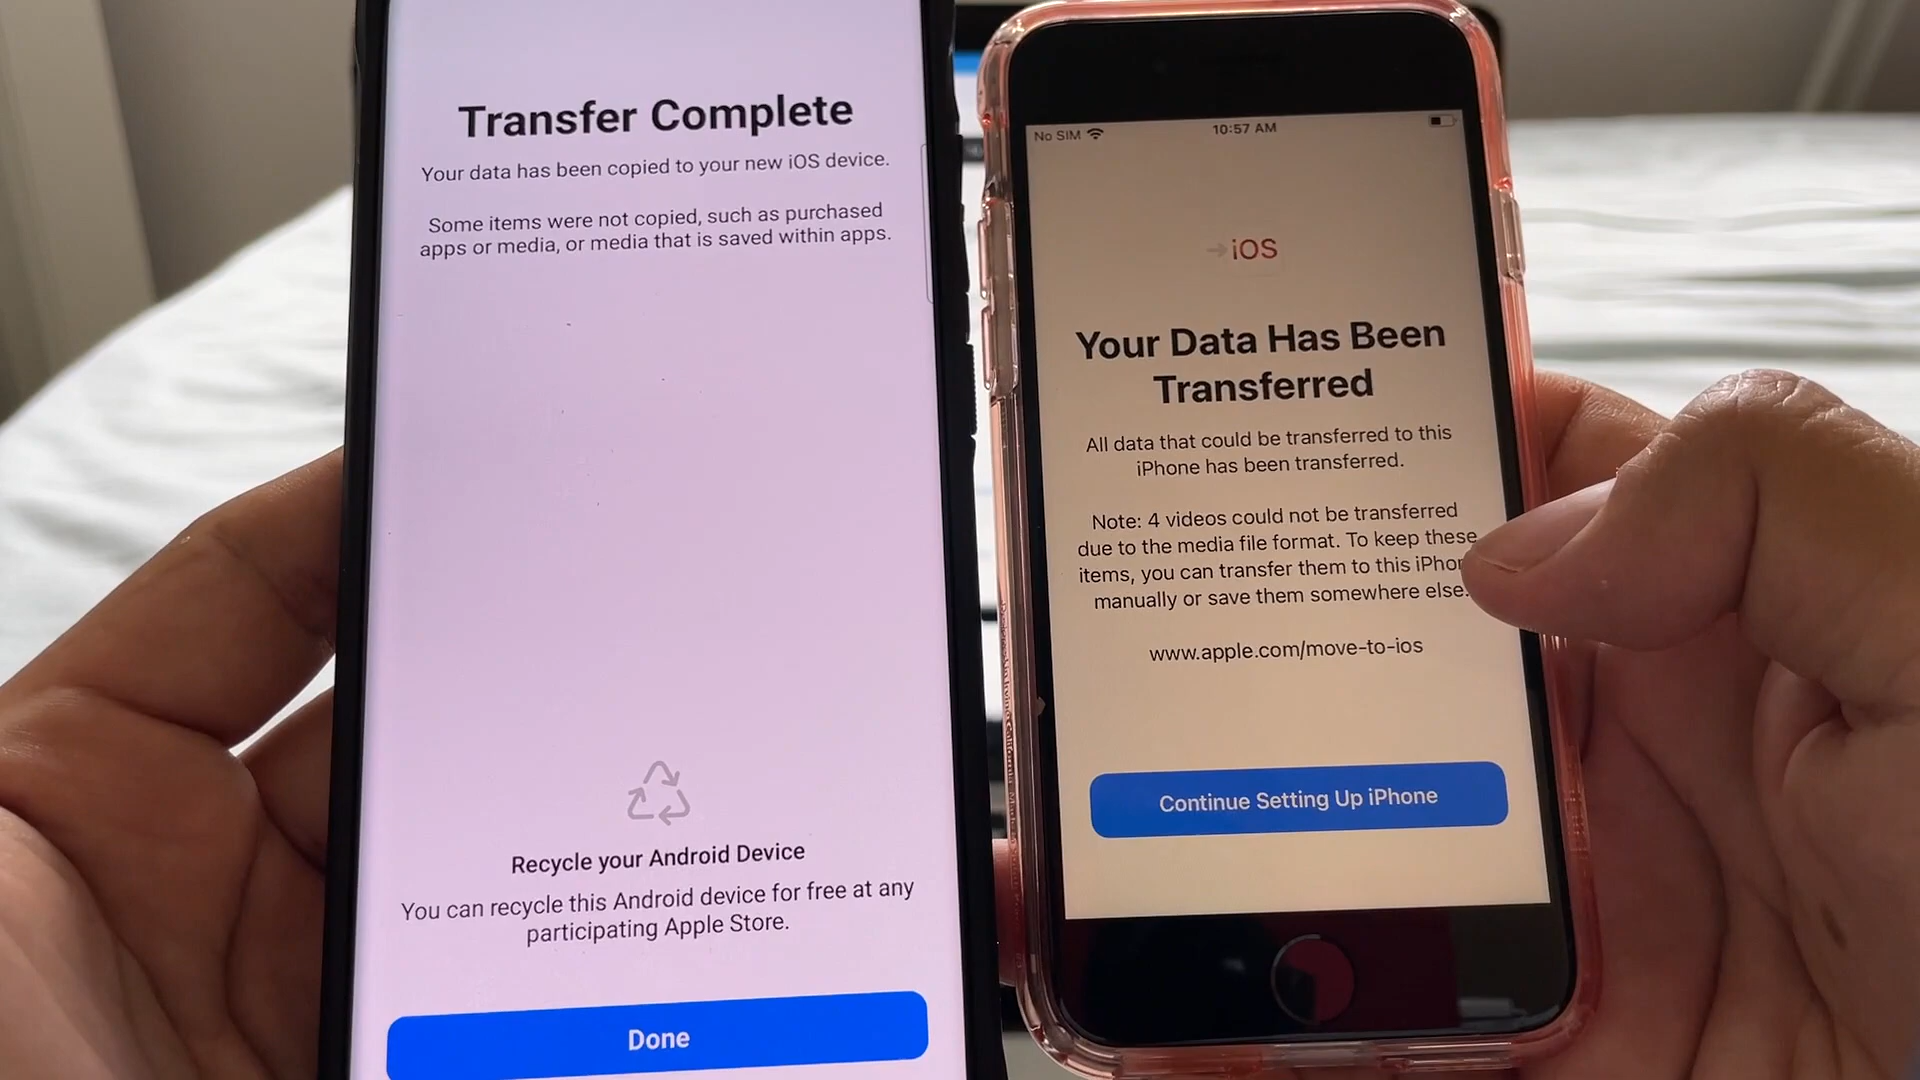 Transfer Complete
Your data has been copied to your new iOS device.
Some items were not copied, such as purchased
apps or media, or media that is saved within apps.
Recycle your Android Device
You can recycle this Android device for free at any
participating Apple Store.
Done
No SIM
10:57 AM
iOS
Your Data Has Been
Transferred
All data that could be transferred to this
iPhone has been transferred.
Note: 4 videos could not be transferred
due to the media file format. To keep these
items, you can transfer them to this
manually or save them somewhere else.
www.apple.com/move-to-ios
Continue Setting Up iPhone